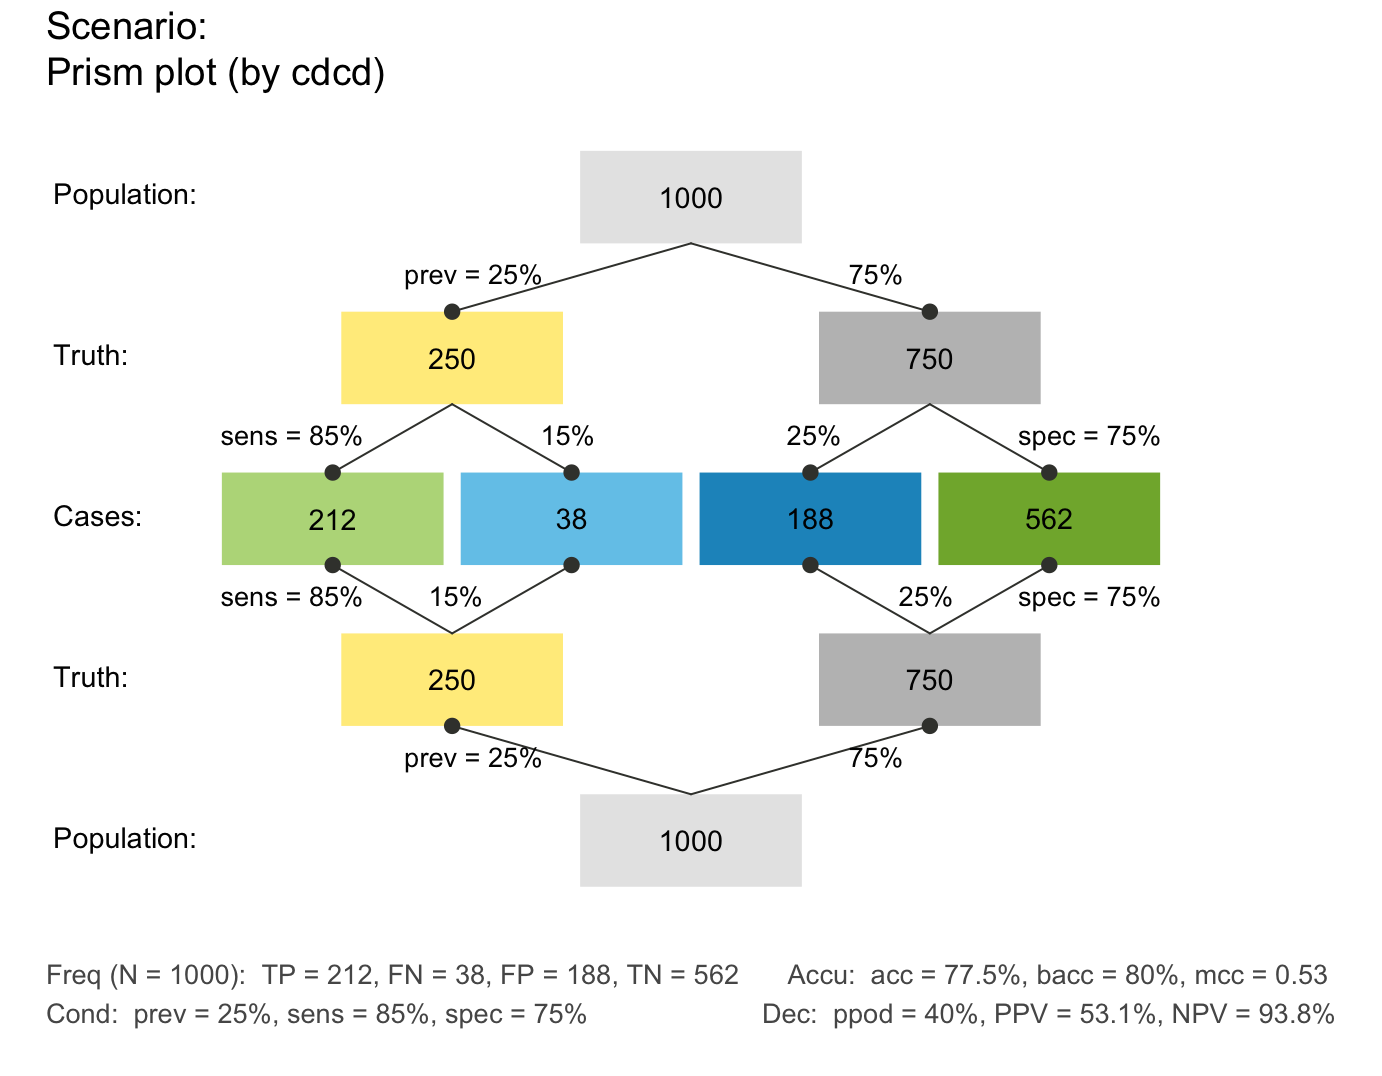 Scenario:
Prism plot (by cdcd)
Population:
1000
prev = 25%
75%
Truth:
250
750
sens = 85%
15%
25%
spec = 75%
Cases:
212
38
188
562
sens = 85%
15%
25%
spec = 75%
Truth:
250
750
prev = 25%
75%
Population:
1000
Freq (N = 1000):  TP = 212, FN = 38, FP = 188, TN = 562
Accu:  acc = 77.5%, bacc = 80%, mcc = 0.53
Cond:  prev = 25%, sens = 85%, spec = 75%
Dec:  ppod = 40%, PPV = 53.1%, NPV = 93.8%